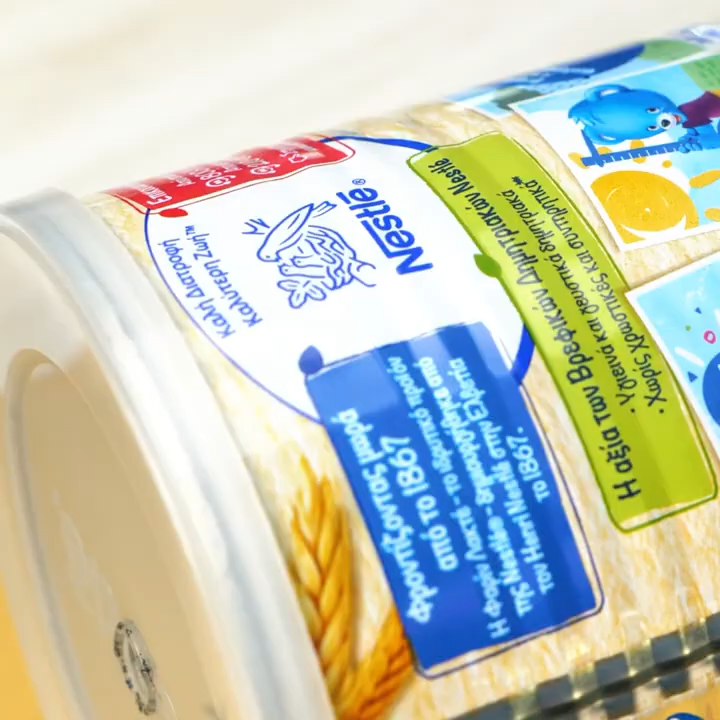 Καλή Διατροφή
Καλύτερη Ζωή™
Nestlé®
Φροντίζοντας μωρά
από το 1867
Η Φαρίν Λακτέ - το ιδρυτικό προϊόν
της Nestlé - δημιουργήθηκε από
τον Henri Nestlé στην Ελβετία
το 1867.
Η αξία των Βρεφικών Δημητριακών Nestlé
• Υγιεινά και θρεπτικά δημητριακά
• Χωρίς χρωστικές και συντηρητικά**